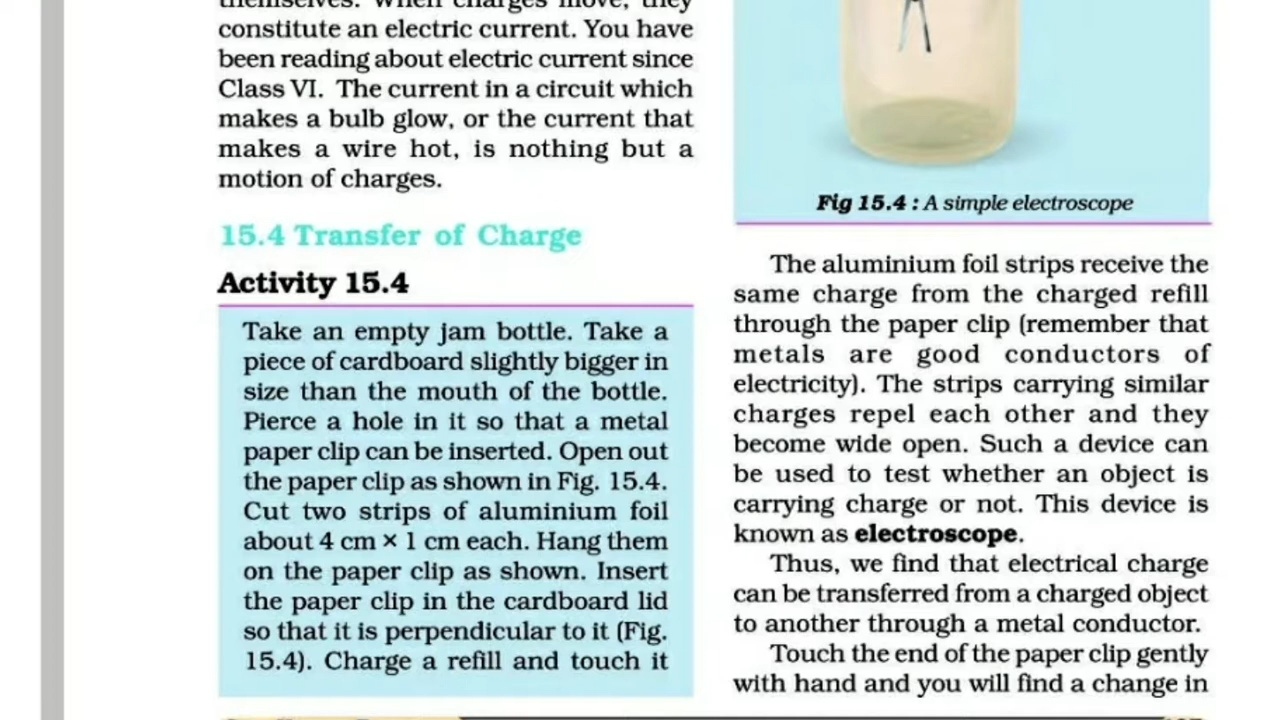 themselves. When charges move, they
constitute an electric current. You have
been reading about electric current since
Class VI. The current in a circuit which
makes a bulb glow, or the current that
makes a wire hot, is nothing but a
motion of charges.
15.4 Transfer of Charge
Activity 15.4
Take an empty jam bottle. Take a
piece of cardboard slightly bigger in
size than the mouth of the bottle.
Pierce a hole in it so that a metal
paper clip can be inserted. Open out
the paper clip as shown in Fig. 15.4.
Cut two strips of aluminium foil
about 4 cm × 1 cm each. Hang them
on the paper clip as shown. Insert
the paper clip in the cardboard lid
so that it is perpendicular to it (Fig.
15.4). Charge a refill and touch it
Fig 15.4 : A simple electroscope
The aluminium foil strips receive the
same charge from the charged refill
through the paper clip (remember that
metals are good conductors of
electricity). The strips carrying similar
charges repel each other and they
become wide open. Such a device can
be used to test whether an object is
carrying charge or not. This device is
known as electroscope.
Thus, we find that electrical charge
can be transferred from a charged object
to another through a metal conductor.
Touch the end of the paper clip gently
with hand and you will find a change in